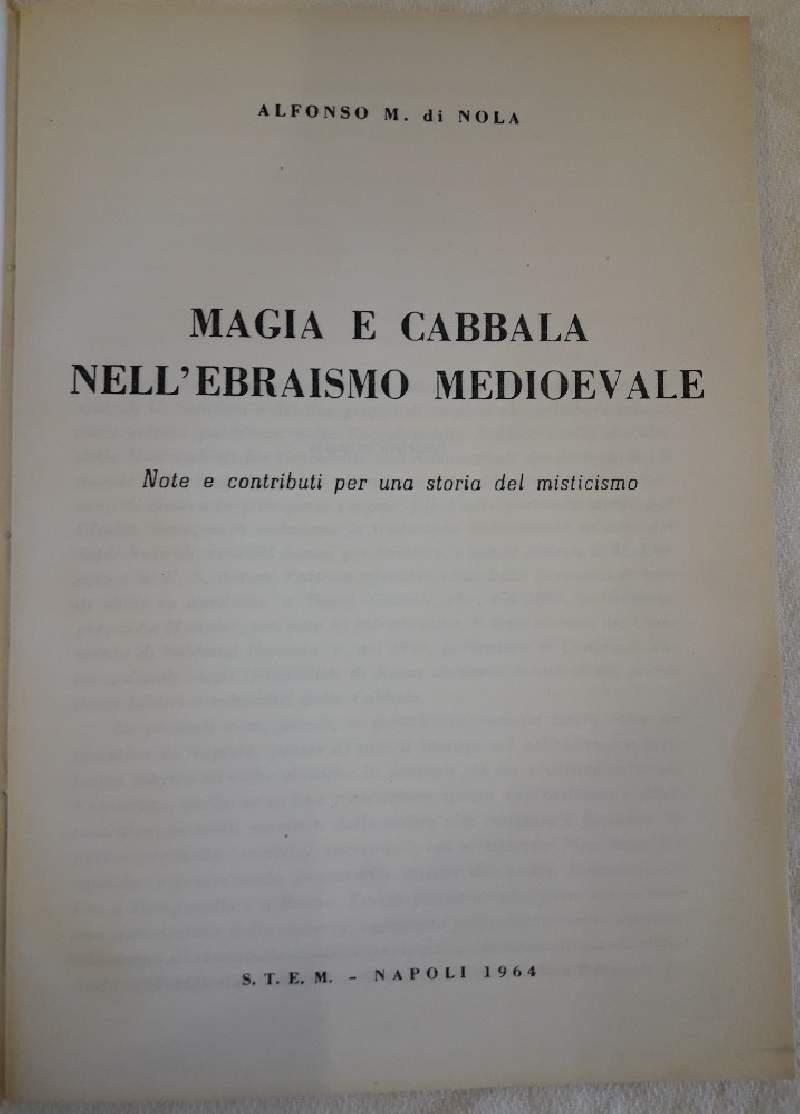 ALFONSO M. di NOLA
MAGIA E CABBALA
NELL'EBRAISMO MEDIOEVALE
Note e contributi per una storia del misticismo
S. T. E. M. - NAPOLI 1964